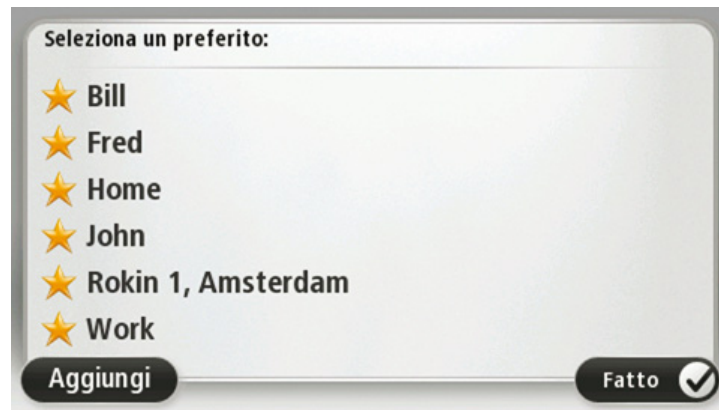 Seleziona un preferito:
Bill
Fred
Home
John
Rokin 1, Amsterdam
Work
Aggiungi
Fatto